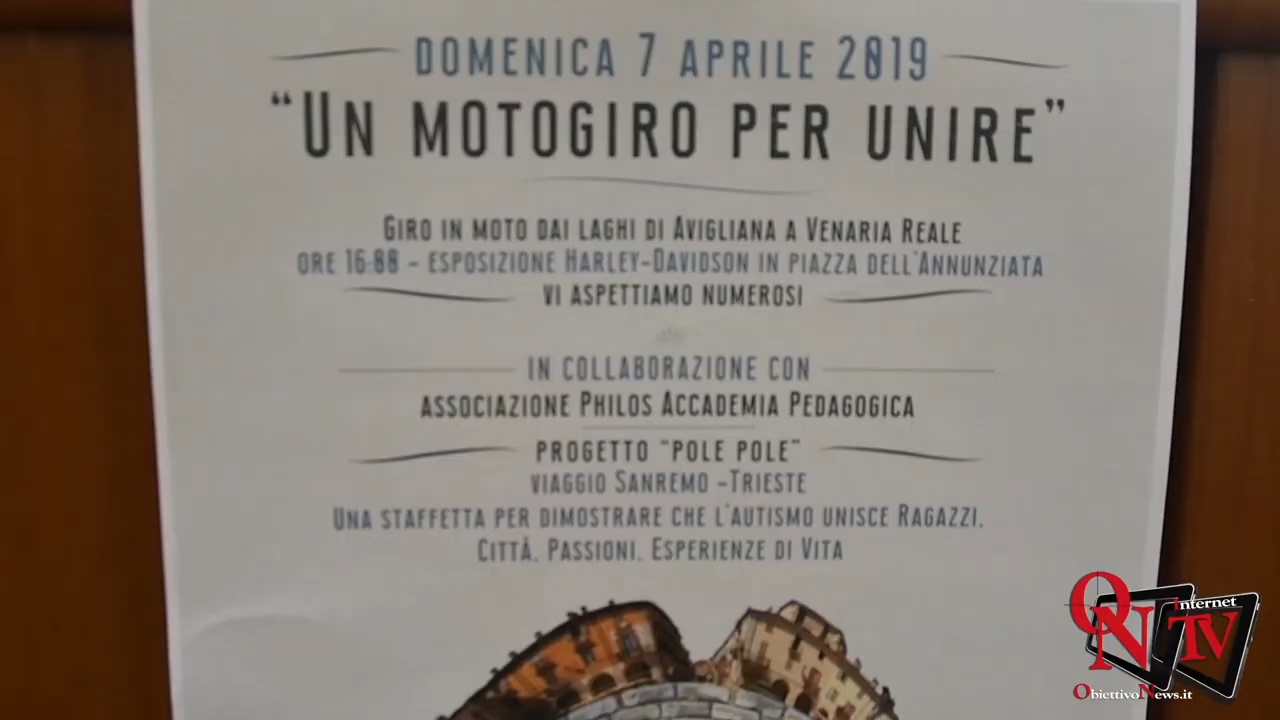 DOMENICA 7 APRILE 2019
"UN MOTOGIRO PER UNIRE"
GIRO IN MOTO DAI LAGHI DI AVIGLIANA A VENARIA REALE
ORE 16:00 - ESPOSIZIONE HARLEY-DAVIDSON IN PIAZZA DELL'ANNUNZIATA
VI ASPETTIAMO NUMEROSI
IN COLLABORAZIONE CON
ASSOCIAZIONE PHILOS ACCADEMIA PEDAGOGICA
PROGETTO "POLE POLE"
VIAGGIO SANREMO -TRIESTE
UNA STAFFETTA PER DIMOSTRARE CHE L'AUTISMO UNISCE RAGAZZI,
CITTÀ, PASSIONI, ESPERIENZE DI VITA
ON Internet TV
ObiettivoNews.it